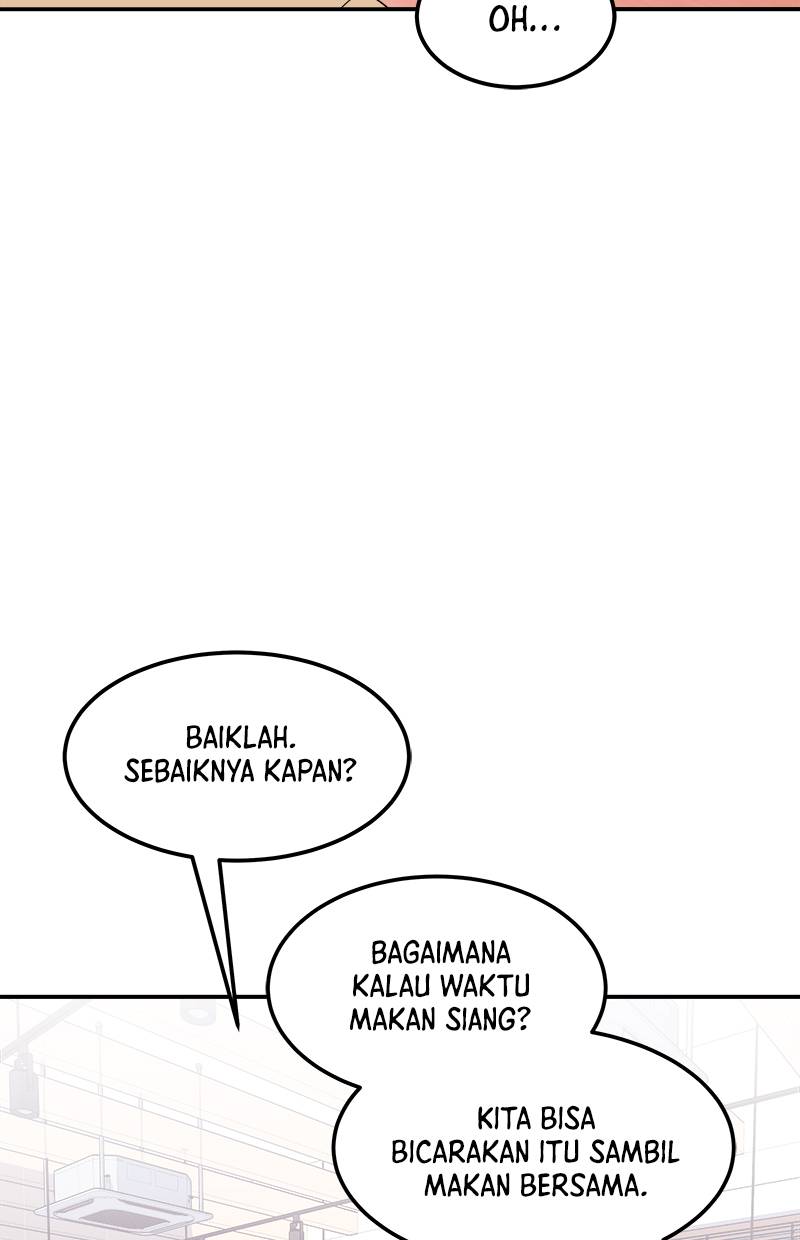 OH...
BAIKLAH.
SEBAIKNYA KAPAN?
BAGAIMANA
KALAU WAKTU
MAKAN SIANG?
KITA BISA
BICARAKAN ITU SAMBIL
MAKAN BERSAMA.